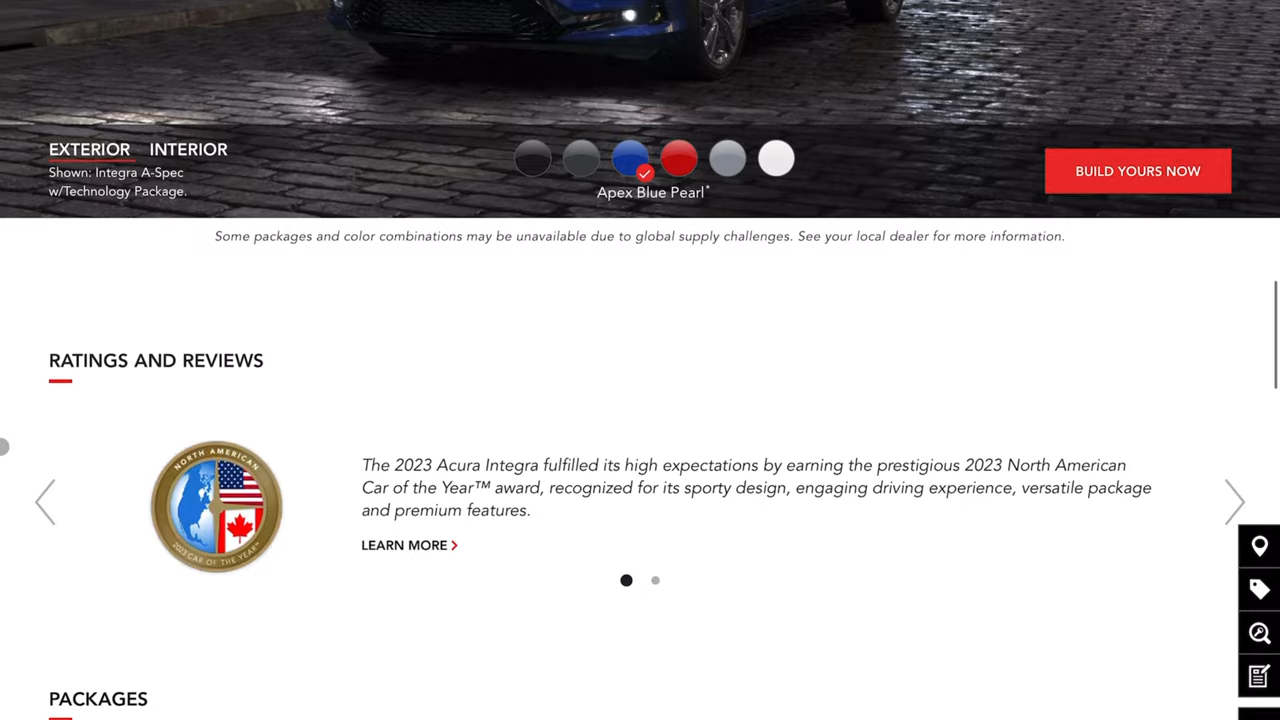 EXTERIOR INTERIOR
Shown: Integra A-Spec
w/Technology Package.
Apex Blue Pearl*
BUILD YOURS NOW
Some packages and color combinations may be unavailable due to global supply challenges. See your local dealer for more information.
RATINGS AND REVIEWS
NORTH AMERICAN
2023 CAR OF THE YEAR™
The 2023 Acura Integra fulfilled its high expectations by earning the prestigious 2023 North American
Car of the Year™ award, recognized for its sporty design, engaging driving experience, versatile package
and premium features.
LEARN MORE
PACKAGES